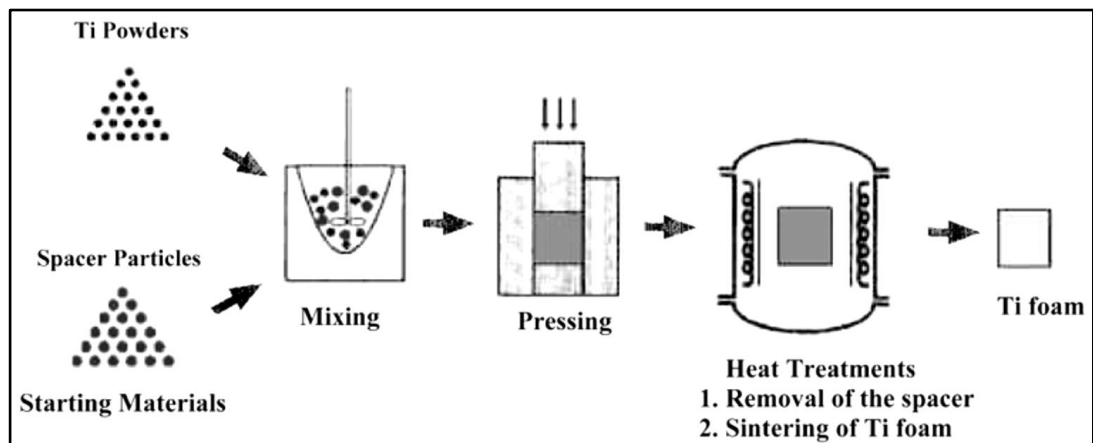 Ti Powders
Spacer Particles
Starting Materials
Mixing
Pressing
Heat Treatments
1. Removal of the spacer
2. Sintering of Ti foam
Ti foam